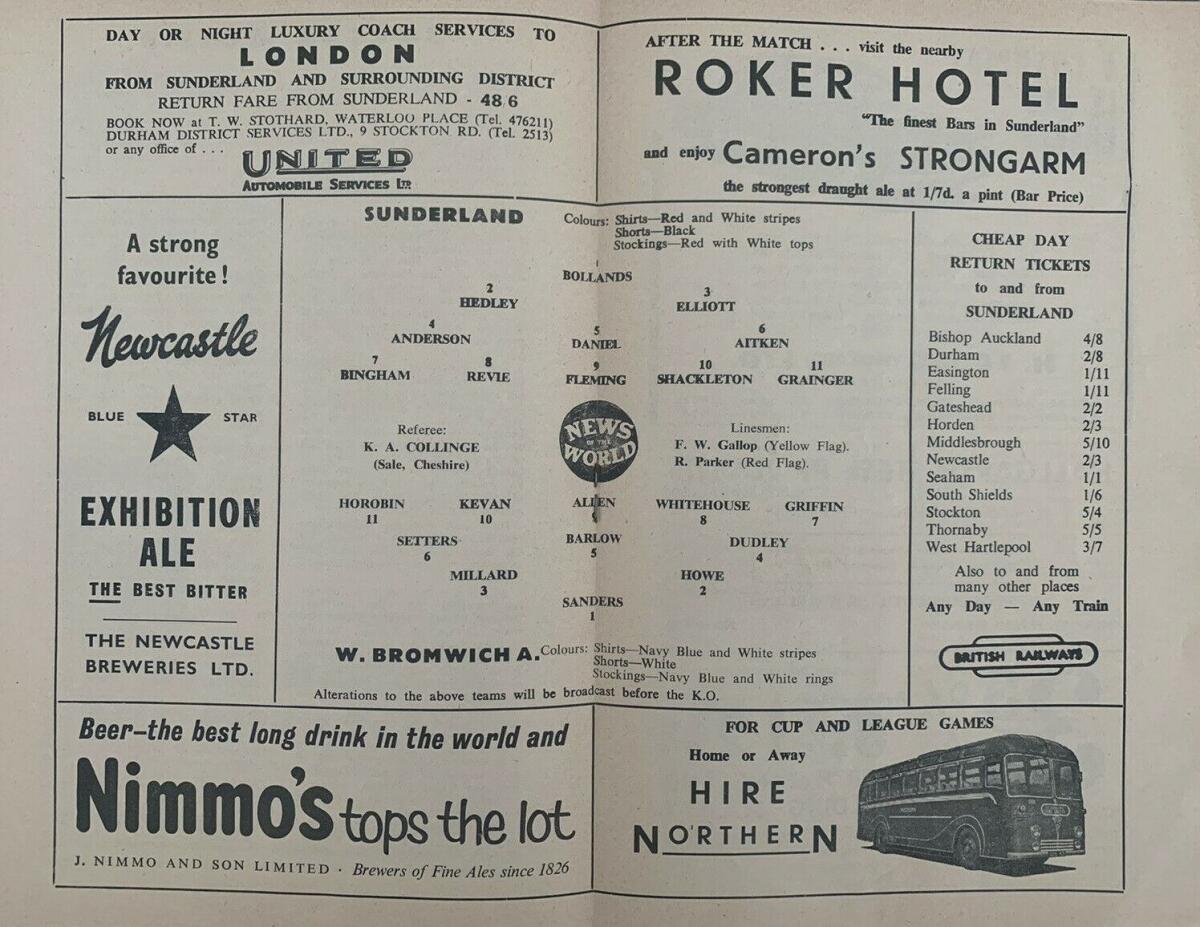 DAY OR NIGHT LUXURY COACH SERVICES TO
LONDON
FROM SUNDERLAND AND SURROUNDING DISTRICT
RETURN FARE FROM SUNDERLAND - 48/6
BOOK NOW at T. W. STOTHARD, WATERLOO PLACE (Tel. 476211)
DURHAM DISTRICT SERVICES LTD., 9 STOCKTON RD. (Tel. 2513)
or any office of . . .
UNITED
AUTOMOBILE SERVICES LTD
AFTER THE MATCH . . . visit the nearby
ROKER HOTEL
"The finest Bars in Sunderland"
and enjoy Cameron's STRONGARM
the strongest draught ale at 1/7d. a pint (Bar Price)
A strong
favourite!
Newcastle
BLUE STAR
EXHIBITION
ALE
THE BEST BITTER
THE NEWCASTLE
BREWERIES LTD.
SUNDERLAND
Colours: Shirts—Red and White stripes
Shorts—Black
Stockings—Red with White tops
1
BOLLANDS
2 3
HEDLEY ELLIOTT
4 5 6
ANDERSON DANIEL AITKEN
7 8 9 10 11
BINGHAM REVIE FLEMING SHACKLETON GRAINGER
Referee:
K. A. COLLINGE
(Sale, Cheshire)
NEWS
OF THE
WORLD
Linesmen:
F. W. Gallop (Yellow Flag).
R. Parker (Red Flag).
HOROBIN KEVAN ALLEN WHITEHOUSE GRIFFIN
11 10 9 8 7
SETTERS BARLOW DUDLEY
6 5 4
MILLARD HOWE
3 2
SANDERS
1
W. BROMWICH A.
Colours: Shirts—Navy Blue and White stripes
Shorts—White
Stockings—Navy Blue and White rings
Alterations to the above teams will be broadcast before the K.O.
CHEAP DAY
RETURN TICKETS
to and from
SUNDERLAND
Bishop Auckland 4/8
Durham 2/8
Easington 1/11
Felling 1/11
Gateshead 2/2
Horden 2/3
Middlesbrough 5/10
Newcastle 2/3
Seaham 1/1
South Shields 1/6
Stockton 5/4
Thornaby 5/5
West Hartlepool 3/7
Also to and from
many other places
Any Day — Any Train
BRITISH RAILWAYS
Beer–the best long drink in the world and
Nimmo's tops the lot
J. NIMMO AND SON LIMITED · Brewers of Fine Ales since 1826
FOR CUP AND LEAGUE GAMES
Home or Away
HIRE
NORTHERN